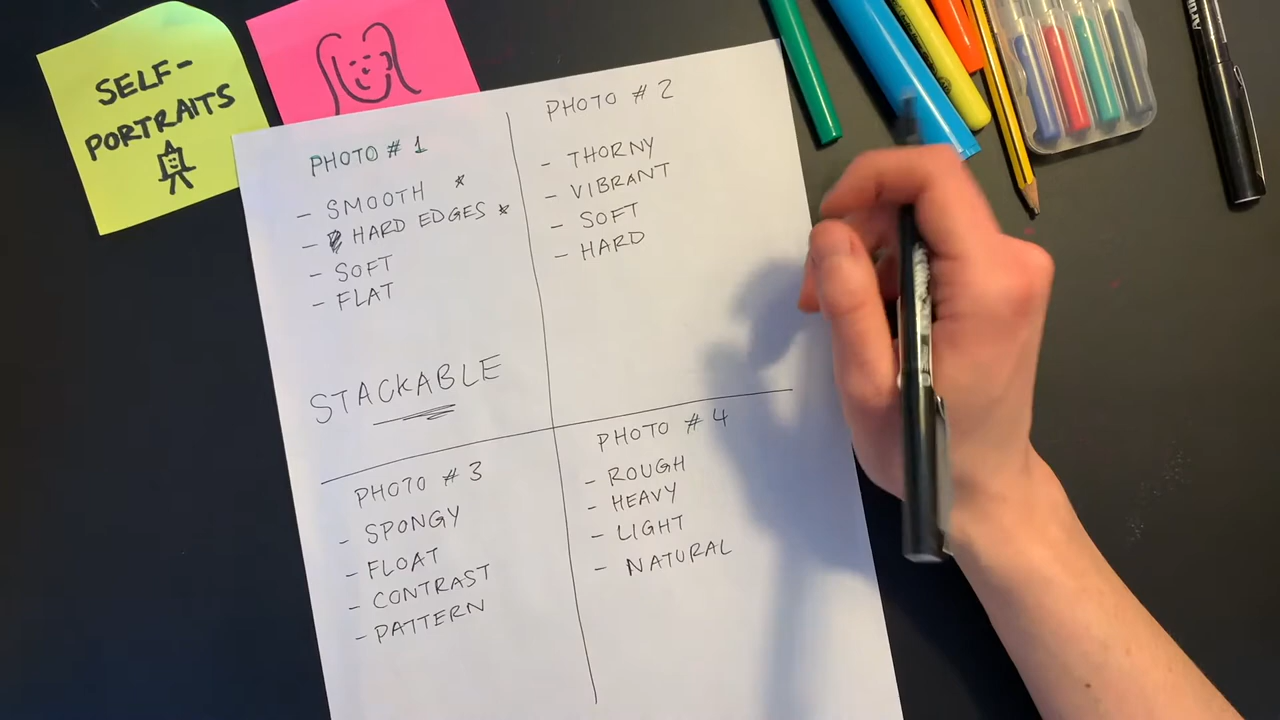 SELF-
PORTRAITS
PHOTO # 1
- SMOOTH *
- HARD EDGES *
- SOFT
- FLAT
STACKABLE
PHOTO # 2
- THORNY
- VIBRANT
- SOFT
- HARD
PHOTO # 3
- SPONGY
- FLOAT
- CONTRAST
- PATTERN
PHOTO # 4
- ROUGH
- HEAVY
- LIGHT
- NATURAL